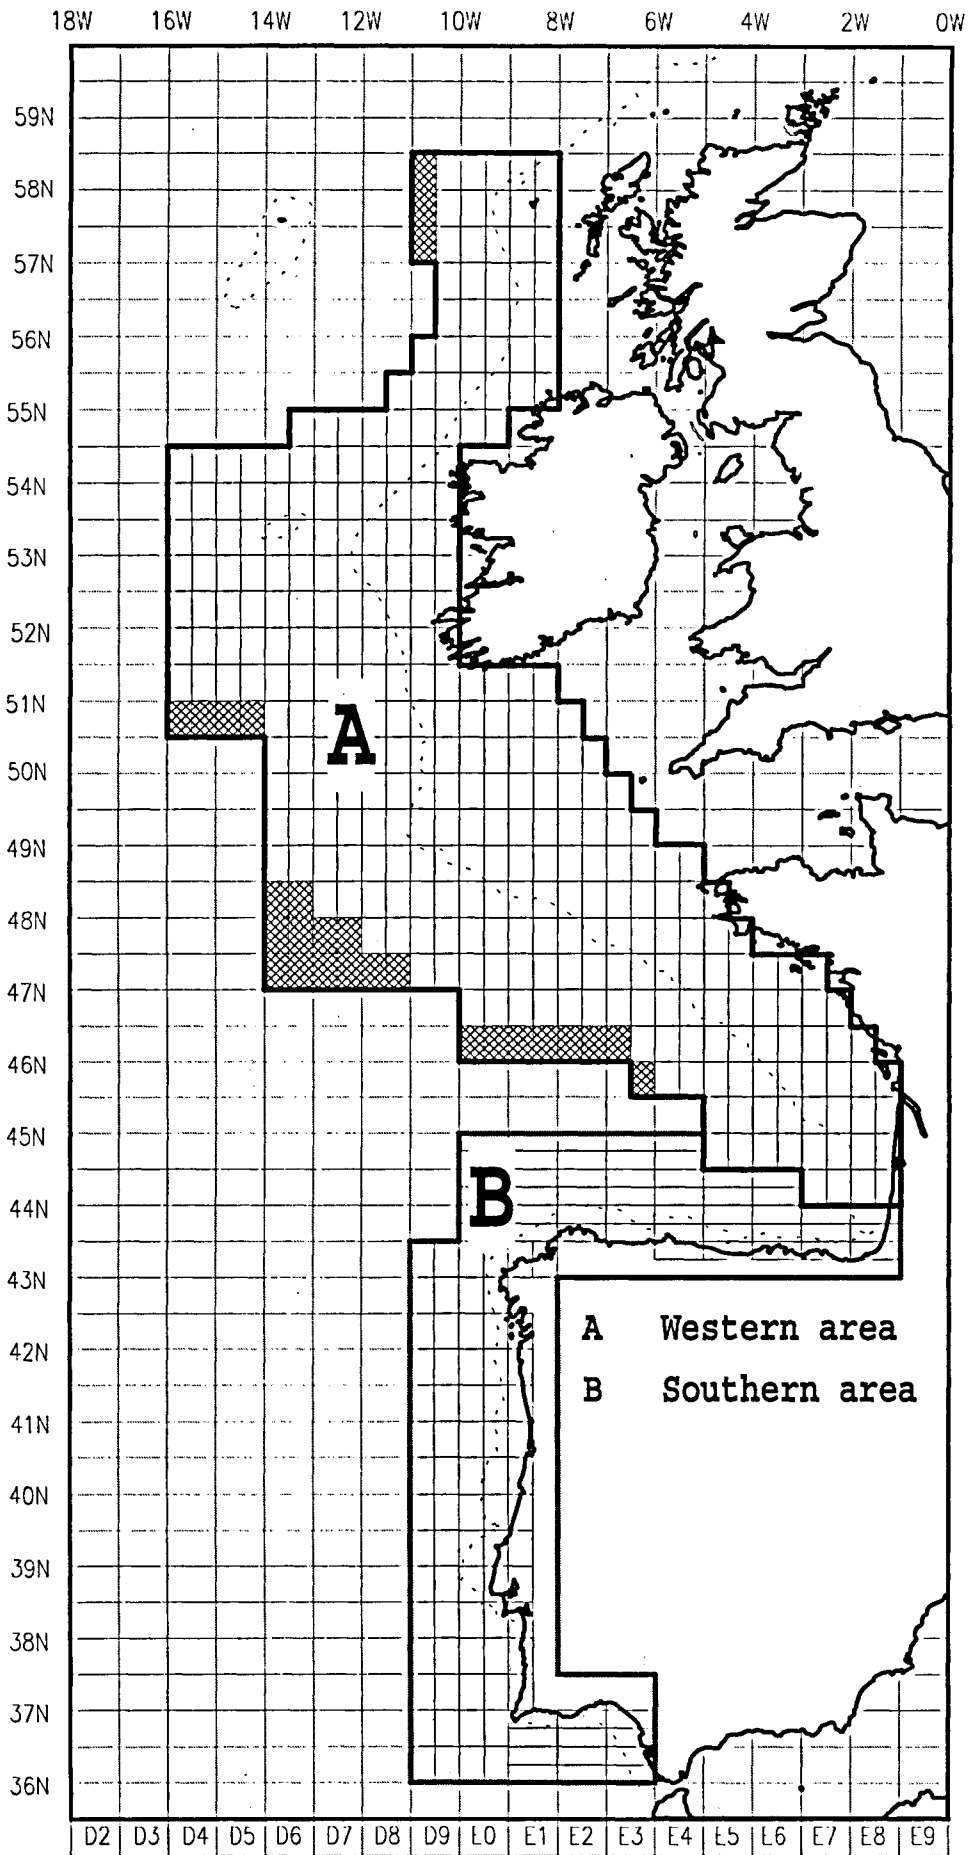 18W 16W 14W 12W 10W 8W 6W 4W 2W 0W
59N
58N
57N
56N
55N
54N
53N
52N
51N
A
50N
49N
48N
47N
46N
45N
B
44N
43N
A Western area
42N
B Southern area
41N
40N
39N
38N
37N
36N
D2 D3 D4 D5 D6 D7 D8 D9 E0 E1 E2 E3 E4 E5 E6 E7 E8 E9